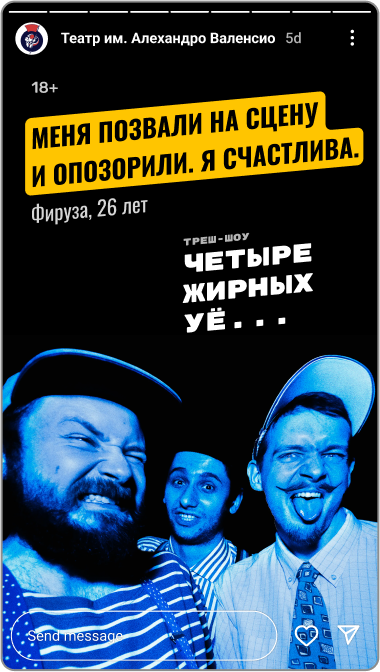 Театр им. Алехандро Валенсио 5d
18+
МЕНЯ ПОЗВАЛИ НА СЦЕНУ
И ОПОЗОРИЛИ. Я СЧАСТЛИВА.
Фируза, 26 лет
ТРЕШ-ШОУ
ЧЕТЫРЕ
ЖИРНЫХ
УЁ...
Send message